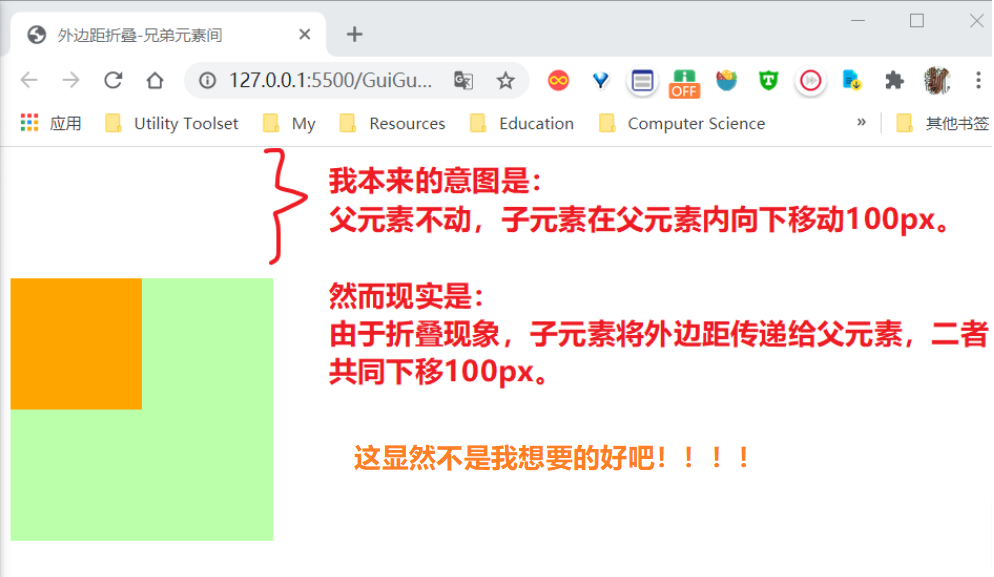 外边距折叠-兄弟元素间
127.0.0.1:5500/GuiGu...
OFF
应用 Utility Toolset My Resources Education Computer Science » 其他书签
我本来的意图是：
父元素不动，子元素在父元素内向下移动100px。
然而现实是：
由于折叠现象，子元素将外边距传递给父元素，二者
共同下移100px。
这显然不是我想要的好吧！！！！